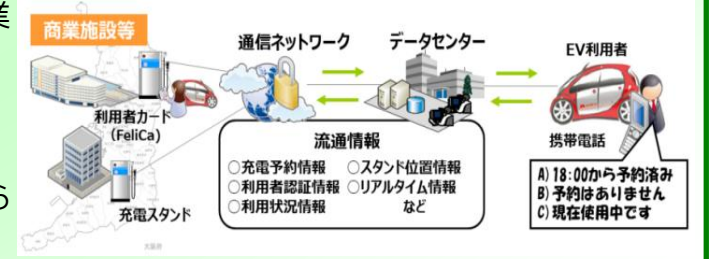 業
商業施設等
利用者カード
(FeliCa)
充電スタンド
通信ネットワーク
データセンター
EV利用者
携帯電話
流通情報
○充電予約情報 ○スタンド位置情報
○利用者認証情報 ○リアルタイム情報
○利用状況情報 など
A)18:00から予約済み
B)予約はありません
C)現在使用中です
ら
大阪府